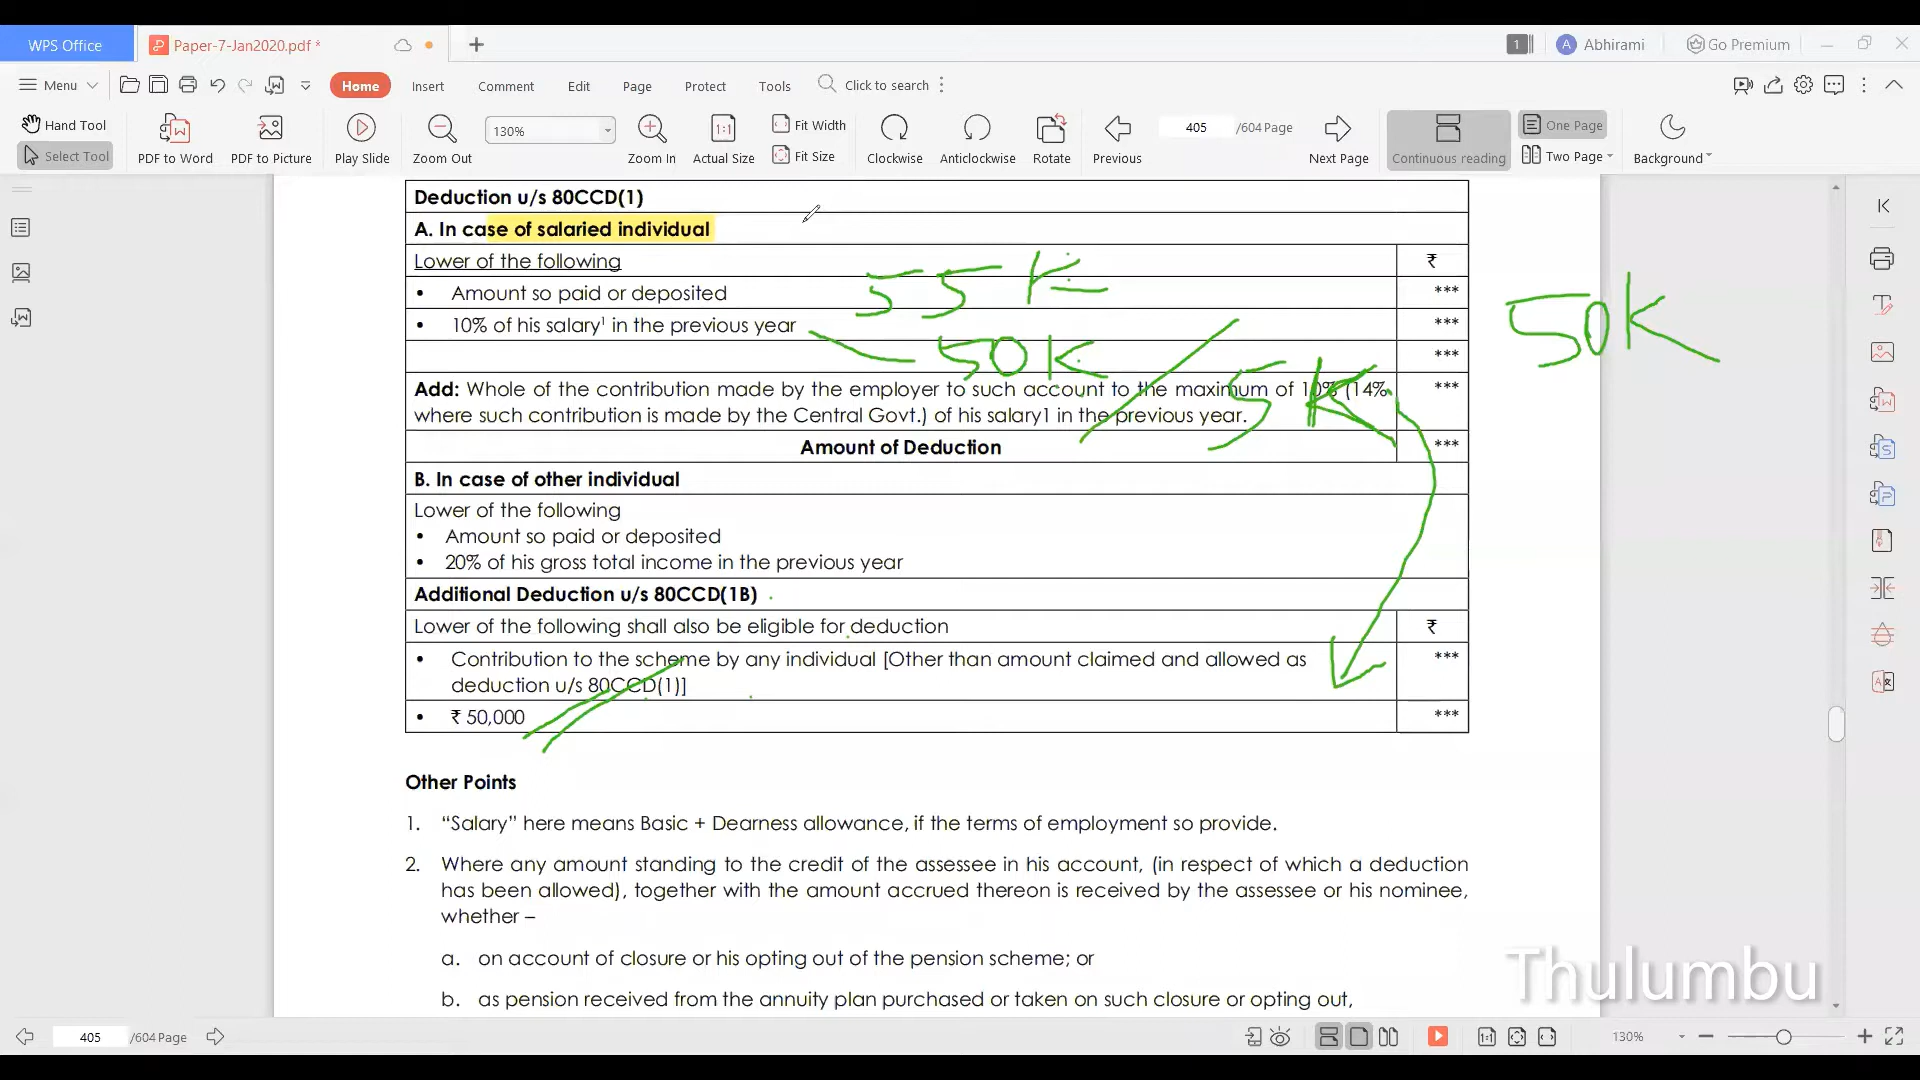 WPS Office
Paper-7-Jan2020.pdf *
1
A
Abhirami
Go Premium
Menu
Home
Insert
Comment
Edit
Page
Protect
Tools
Click to search
Hand Tool
Select Tool
PDF to Word
PDF to Picture
Play Slide
Zoom Out
130%
Zoom In
1:1
Actual Size
Fit Width
Fit Size
Clockwise
Anticlockwise
Rotate
Previous
405
/604 Page
Next Page
Continuous reading
One Page
Two Page
Background
Deduction u/s 80CCD(1)
A. In case of salaried individual
Lower of the following ₹
• Amount so paid or deposited ***
55K
• 10% of his salary¹ in the previous year ***
50K
50K
***
5K
Add: Whole of the contribution made by the employer to such account to the maximum of 10% (14% ***
where such contribution is made by the Central Govt.) of his salary1 in the previous year.
Amount of Deduction ***
B. In case of other individual
Lower of the following
• Amount so paid or deposited
• 20% of his gross total income in the previous year
Additional Deduction u/s 80CCD(1B)
Lower of the following shall also be eligible for deduction ₹
• Contribution to the scheme by any individual [Other than amount claimed and allowed as ***
deduction u/s 80CCD(1)]
• ₹ 50,000 ***
Other Points
1. “Salary” here means Basic + Dearness allowance, if the terms of employment so provide.
2. Where any amount standing to the credit of the assessee in his account, (in respect of which a deduction
has been allowed), together with the amount accrued thereon is received by the assessee or his nominee,
whether –
a. on account of closure or his opting out of the pension scheme; or
b. as pension received from the annuity plan purchased or taken on such closure or opting out,
Thulumbu
405
/604 Page
1:1
130%